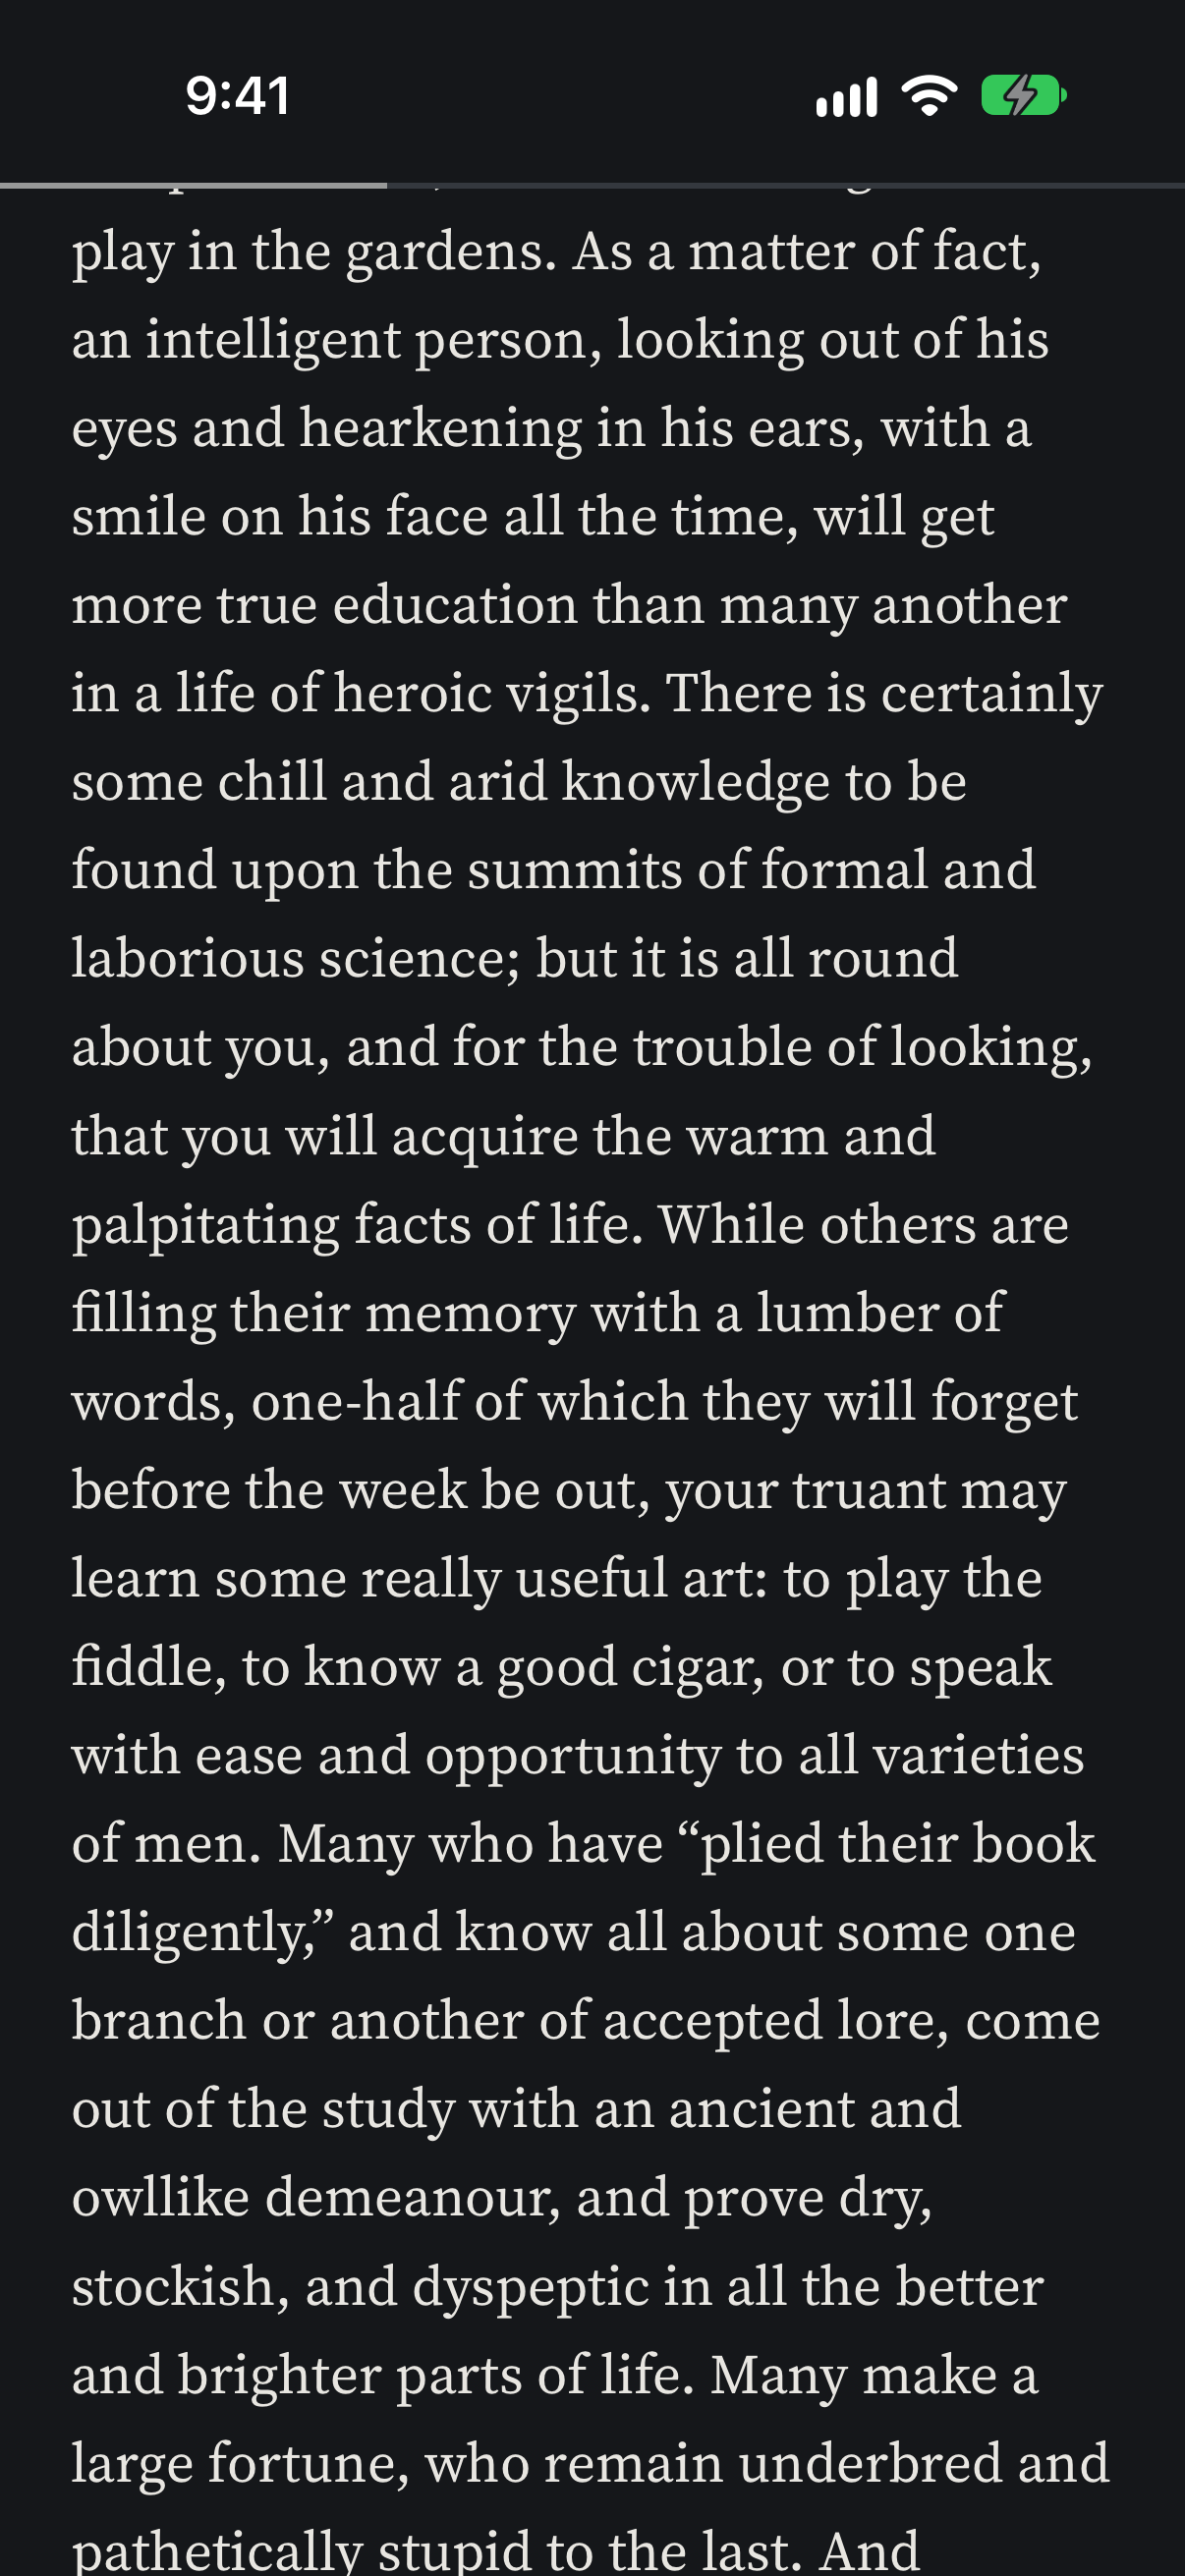 9:41
play in the gardens. As a matter of fact,
an intelligent person, looking out of his
eyes and hearkening in his ears, with a
smile on his face all the time, will get
more true education than many another
in a life of heroic vigils. There is certainly
some chill and arid knowledge to be
found upon the summits of formal and
laborious science; but it is all round
about you, and for the trouble of looking,
that you will acquire the warm and
palpitating facts of life. While others are
filling their memory with a lumber of
words, one-half of which they will forget
before the week be out, your truant may
learn some really useful art: to play the
fiddle, to know a good cigar, or to speak
with ease and opportunity to all varieties
of men. Many who have “plied their book
diligently,” and know all about some one
branch or another of accepted lore, come
out of the study with an ancient and
owllike demeanour, and prove dry,
stockish, and dyspeptic in all the better
and brighter parts of life. Many make a
large fortune, who remain underbred and
pathetically stupid to the last. And